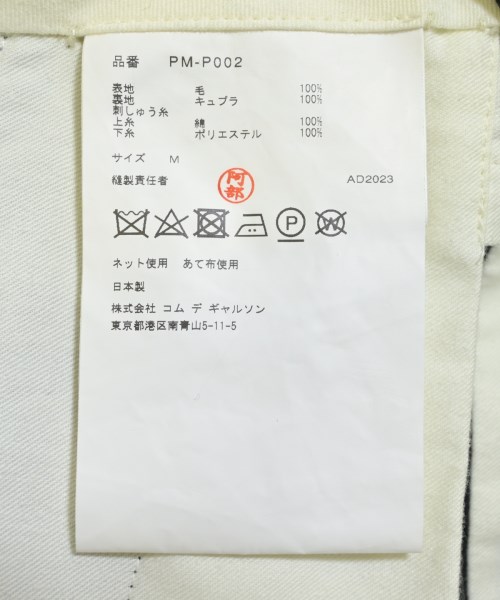 品番 PM-P002
表地 毛 100%
裏地 キュプラ 100%
刺しゅう糸
上糸 綿 100%
下糸 ポリエステル 100%
サイズ M
縫製責任者 阿部 AD2023
P W
ネット使用 あて布使用
日本製
株式会社 コム デ ギャルソン
東京都港区南青山5-11-5